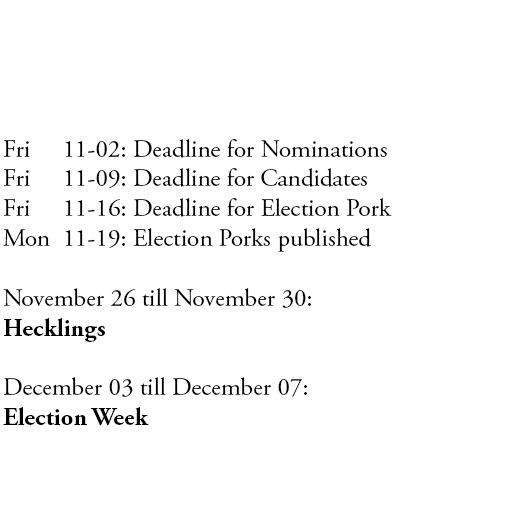 Fri 11-02: Deadline for Nominations
Fri 11-09: Deadline for Candidates
Fri 11-16: Deadline for Election Pork
Mon 11-19: Election Porks published
November 26 till November 30:
Hecklings
December 03 till December 07:
Election Week